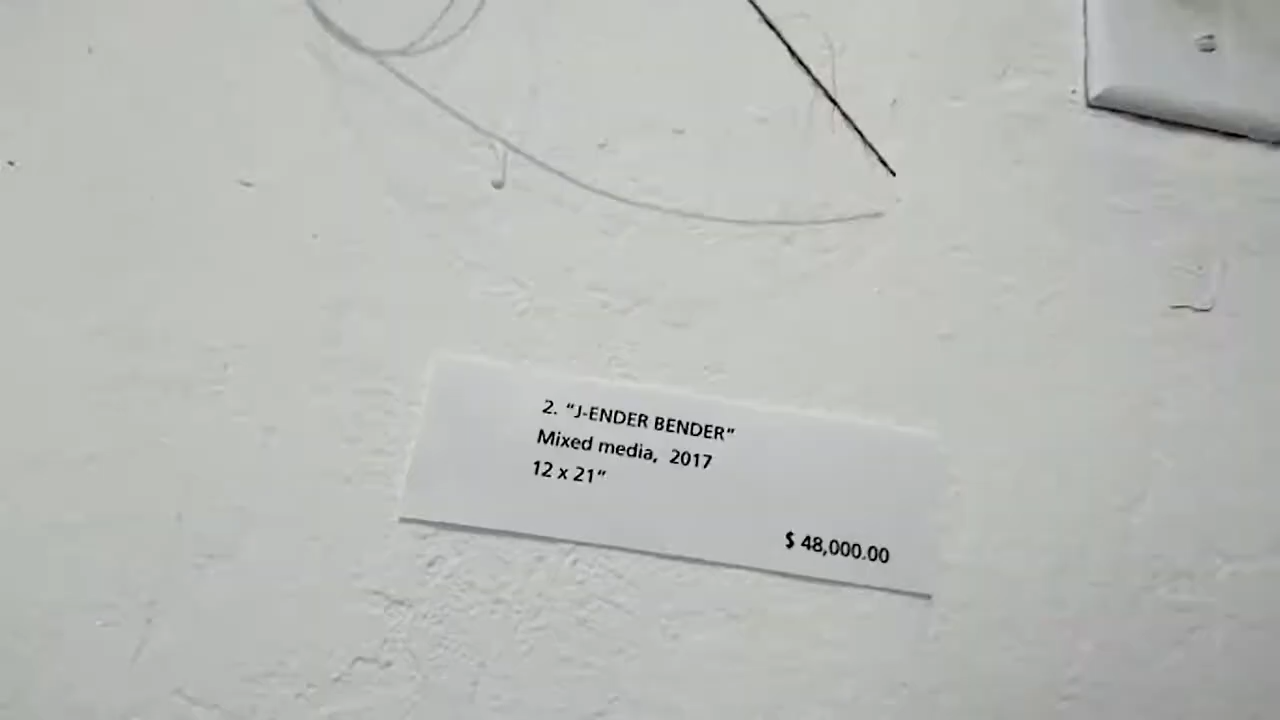 2. “J-ENDER BENDER”
Mixed media, 2017
12 x 21”
$ 48,000.00